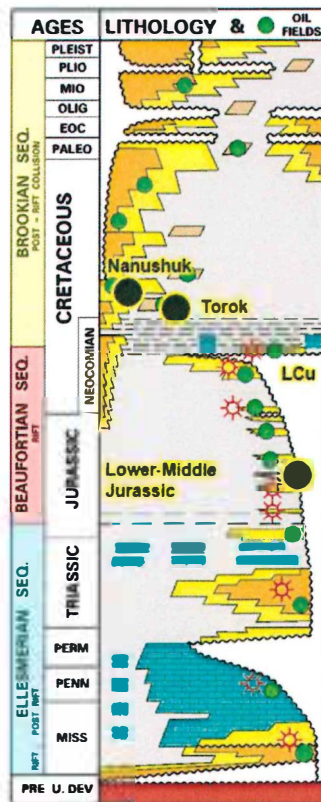 AGES
LITHOLOGY & OIL FIELDS
PLEIST
PLIO
MIO
OLIG
EOC
PALEO
BROOKIAN SEQ.
POST - RIFT COLLISION
CRETACEOUS
Nanushuk
Torok
NEOCOMIAN
LCu
BEAUFORTIAN SEQ.
RIFT
JURASSIC
Lower-Middle
Jurassic
ELLESMERIAN SEQ.
RIFT POST RIFT
TRIASSIC
PERM
PENN
MISS
PRE U. DEV